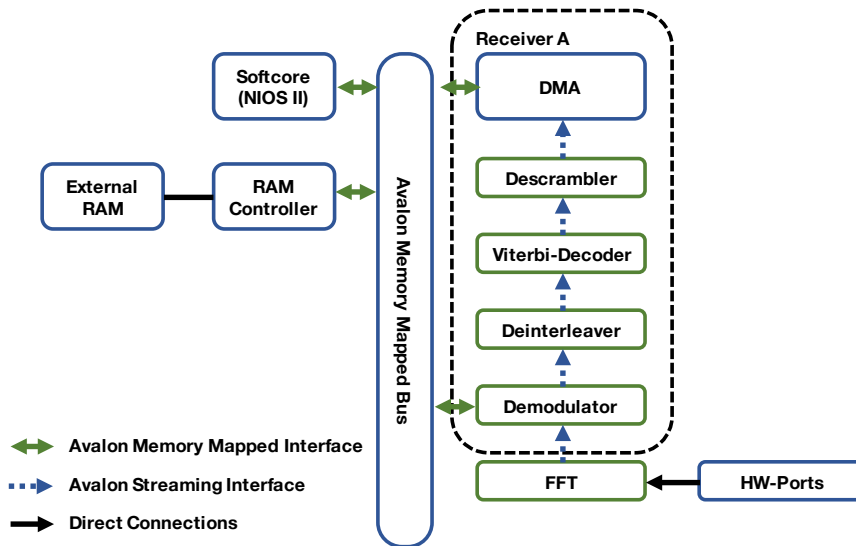 Receiver A
Softcore
(NIOS II)
DMA
External
RAM
RAM
Controller
Avalon Memory Mapped Bus
Descrambler
Viterbi-Decoder
Deinterleaver
Demodulator
FFT
HW-Ports
Avalon Memory Mapped Interface
Avalon Streaming Interface
Direct Connections